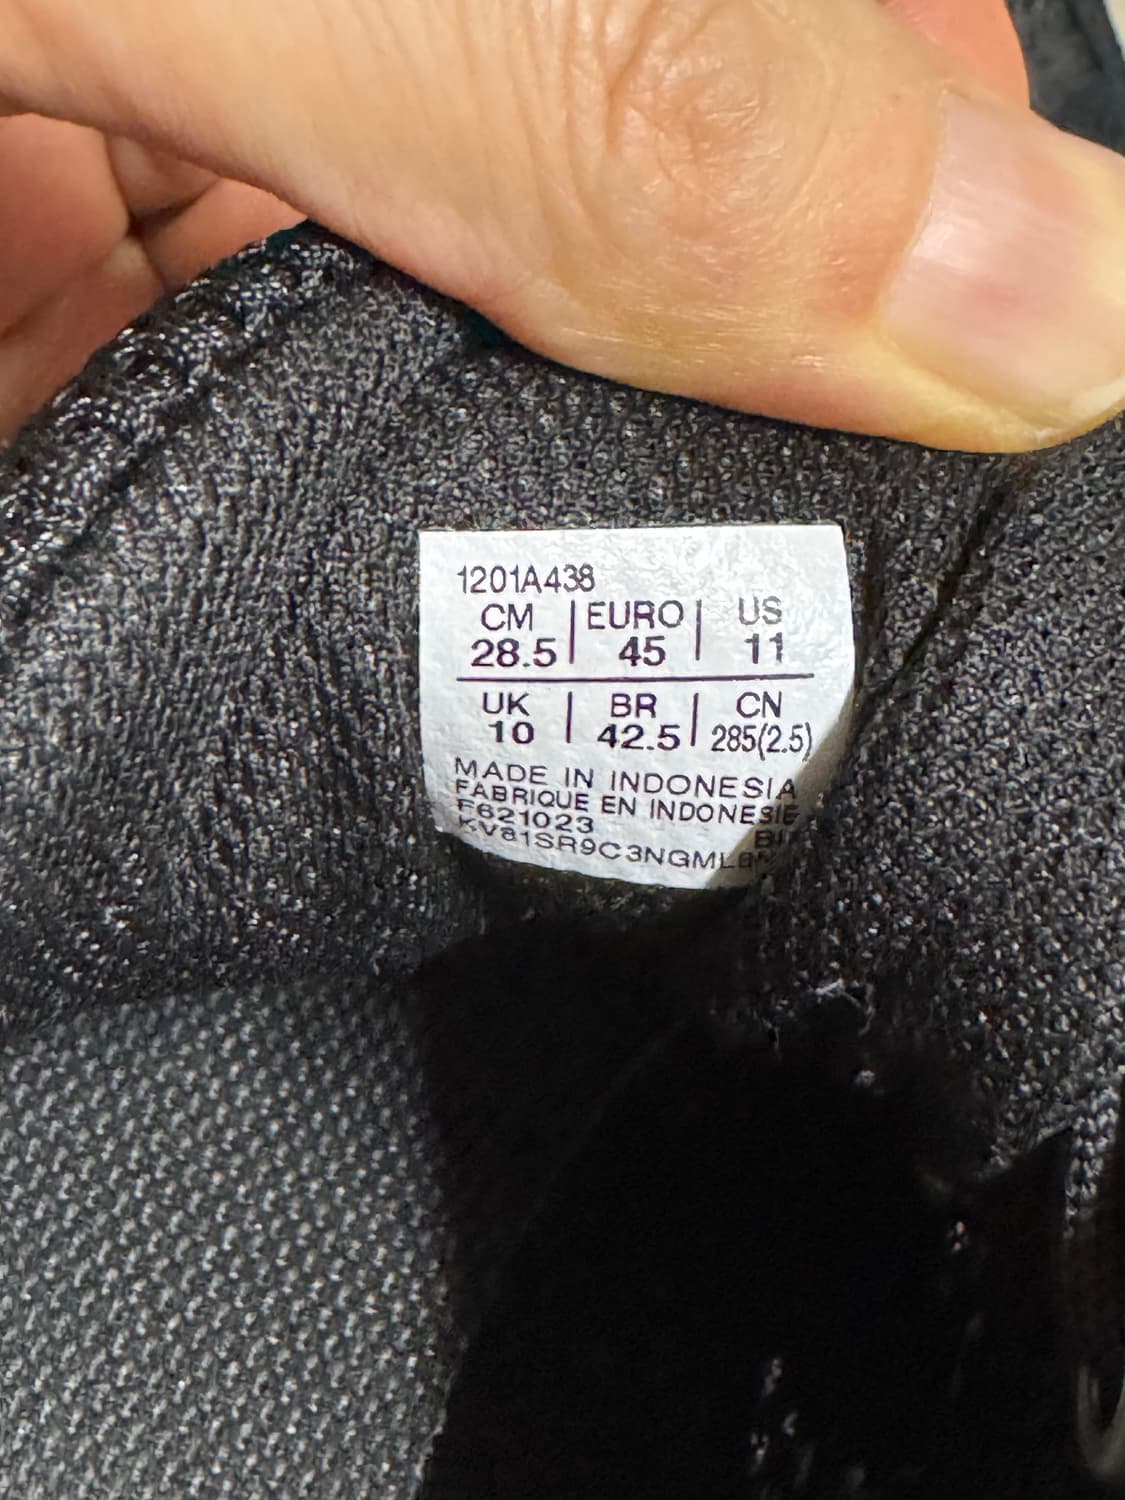 1201A438
CM | EURO | US
28.5 | 45 | 11
UK | BR | CN
10 | 42.5 | 285(2.5)
MADE IN INDONESIA
FABRIQUE EN INDONESIE
F621023